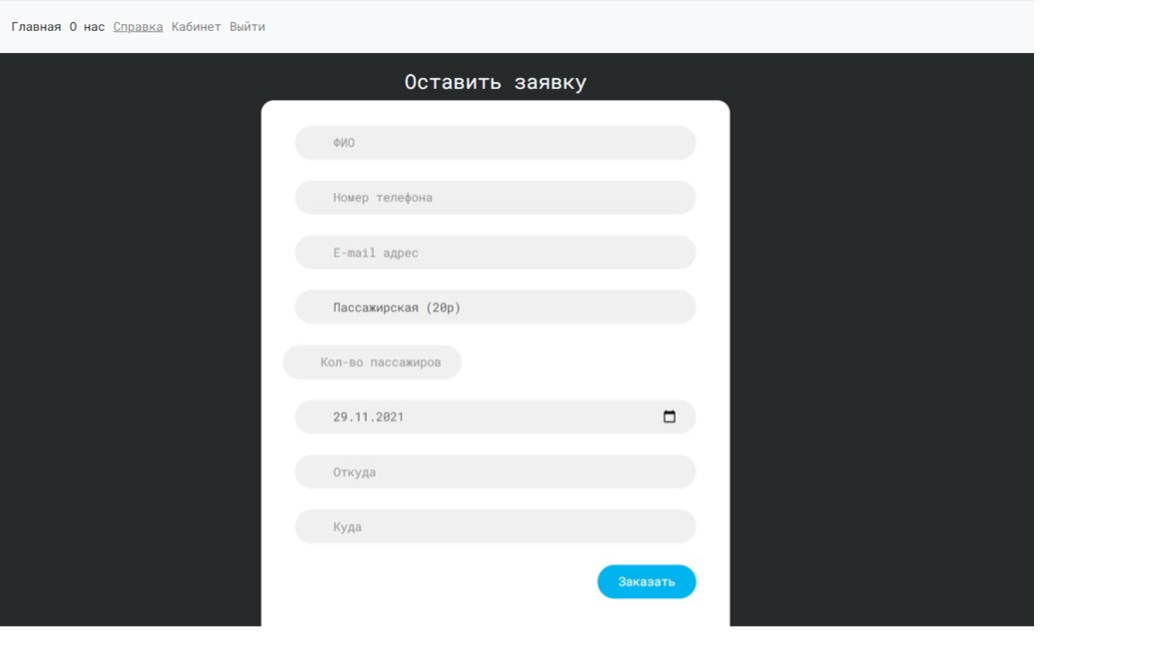 Главная О нас Справка Кабинет Выйти
Оставить заявку
ФИО
Номер телефона
E-mail адрес
Пассажирская (20р)
Кол-во пассажиров
29.11.2021
Откуда
Куда
Заказать